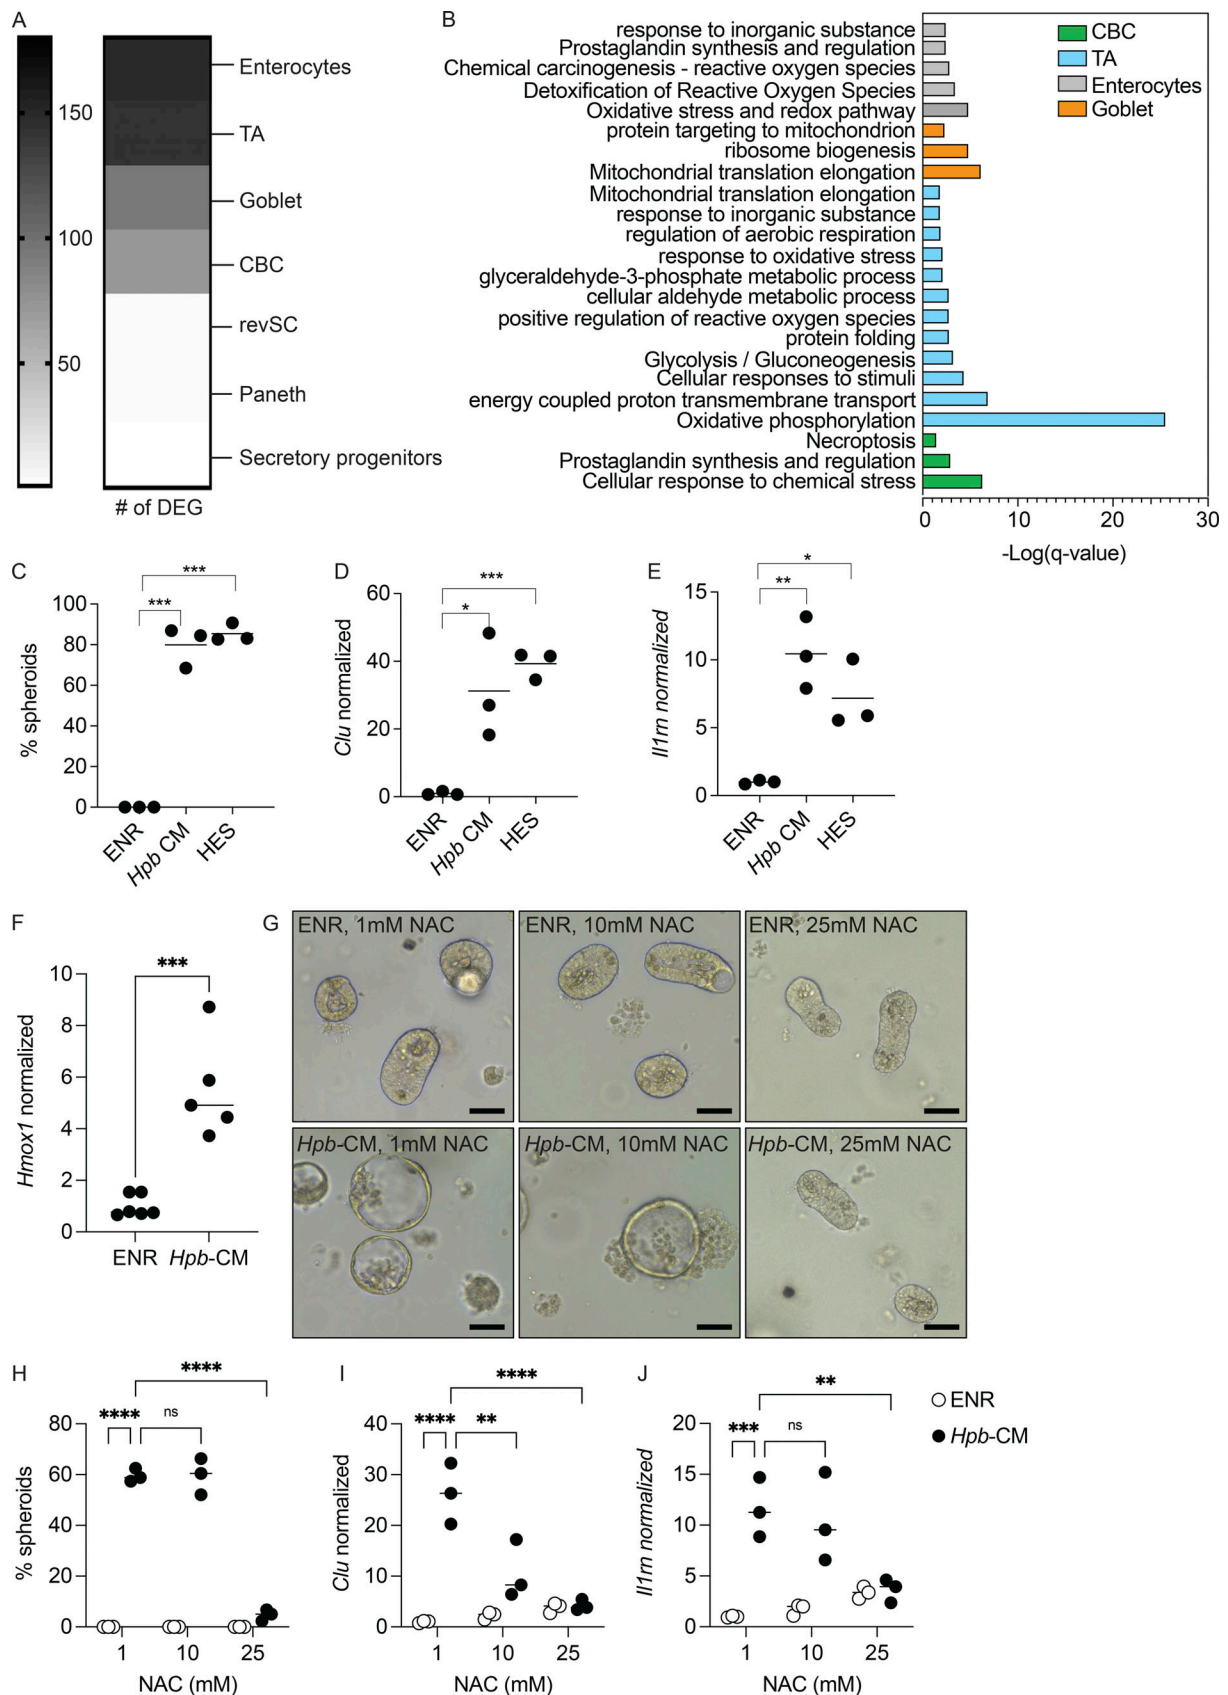 A
150
100
50
Enterocytes
TA
Goblet
CBC
revSC
Paneth
Secretory progenitors
# of DEG
B
response to inorganic substance
Prostaglandin synthesis and regulation
Chemical carcinogenesis - reactive oxygen species
Detoxification of Reactive Oxygen Species
Oxidative stress and redox pathway
protein targeting to mitochondrion
ribosome biogenesis
Mitochondrial translation elongation
Mitochondrial translation elongation
response to inorganic substance
regulation of aerobic respiration
response to oxidative stress
glyceraldehyde-3-phosphate metabolic process
cellular aldehyde metabolic process
positive regulation of reactive oxygen species
protein folding
Glycolysis / Gluconeogenesis
Cellular responses to stimuli
energy coupled proton transmembrane transport
Oxidative phosphorylation
Necroptosis
Prostaglandin synthesis and regulation
Cellular response to chemical stress
CBC
TA
Enterocytes
Goblet
0 10 20 30
-Log(q-value)
C
***
***
100
80
60
40
20
0
% spheroids
ENR
Hpb CM
HES
D
***
*
60
40
20
0
Clu normalized
ENR
Hpb CM
HES
E
*
**
15
10
5
0
Il1rn normalized
ENR
Hpb CM
HES
F
***
10
8
6
4
2
0
Hmox1 normalized
ENR Hpb-CM
G
ENR, 1mM NAC
ENR, 10mM NAC
ENR, 25mM NAC
Hpb-CM, 1mM NAC
Hpb-CM, 10mM NAC
Hpb-CM, 25mM NAC
H
****
**** ns
80
60
40
20
0
% spheroids
1 10 25
NAC (mM)
I
****
**** **
40
30
20
10
0
Clu normalized
1 10 25
NAC (mM)
J
**
*** ns
20
15
10
5
0
Il1rn normalized
1 10 25
NAC (mM)
ENR
Hpb-CM